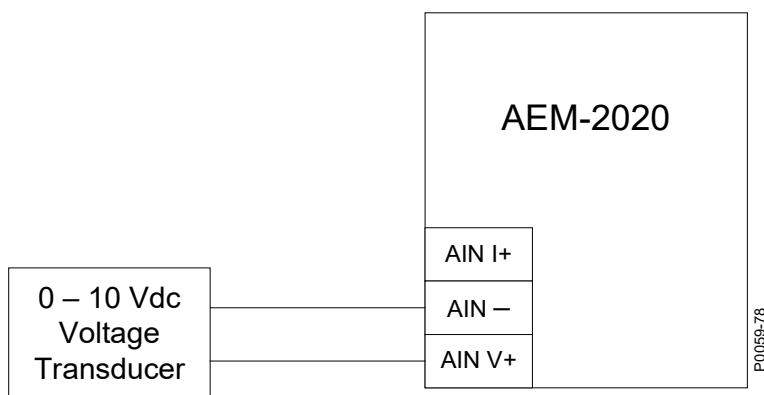 AEM-2020
AIN I+
0 – 10 Vdc
Voltage
Transducer
AIN –
AIN V+
P0059-78